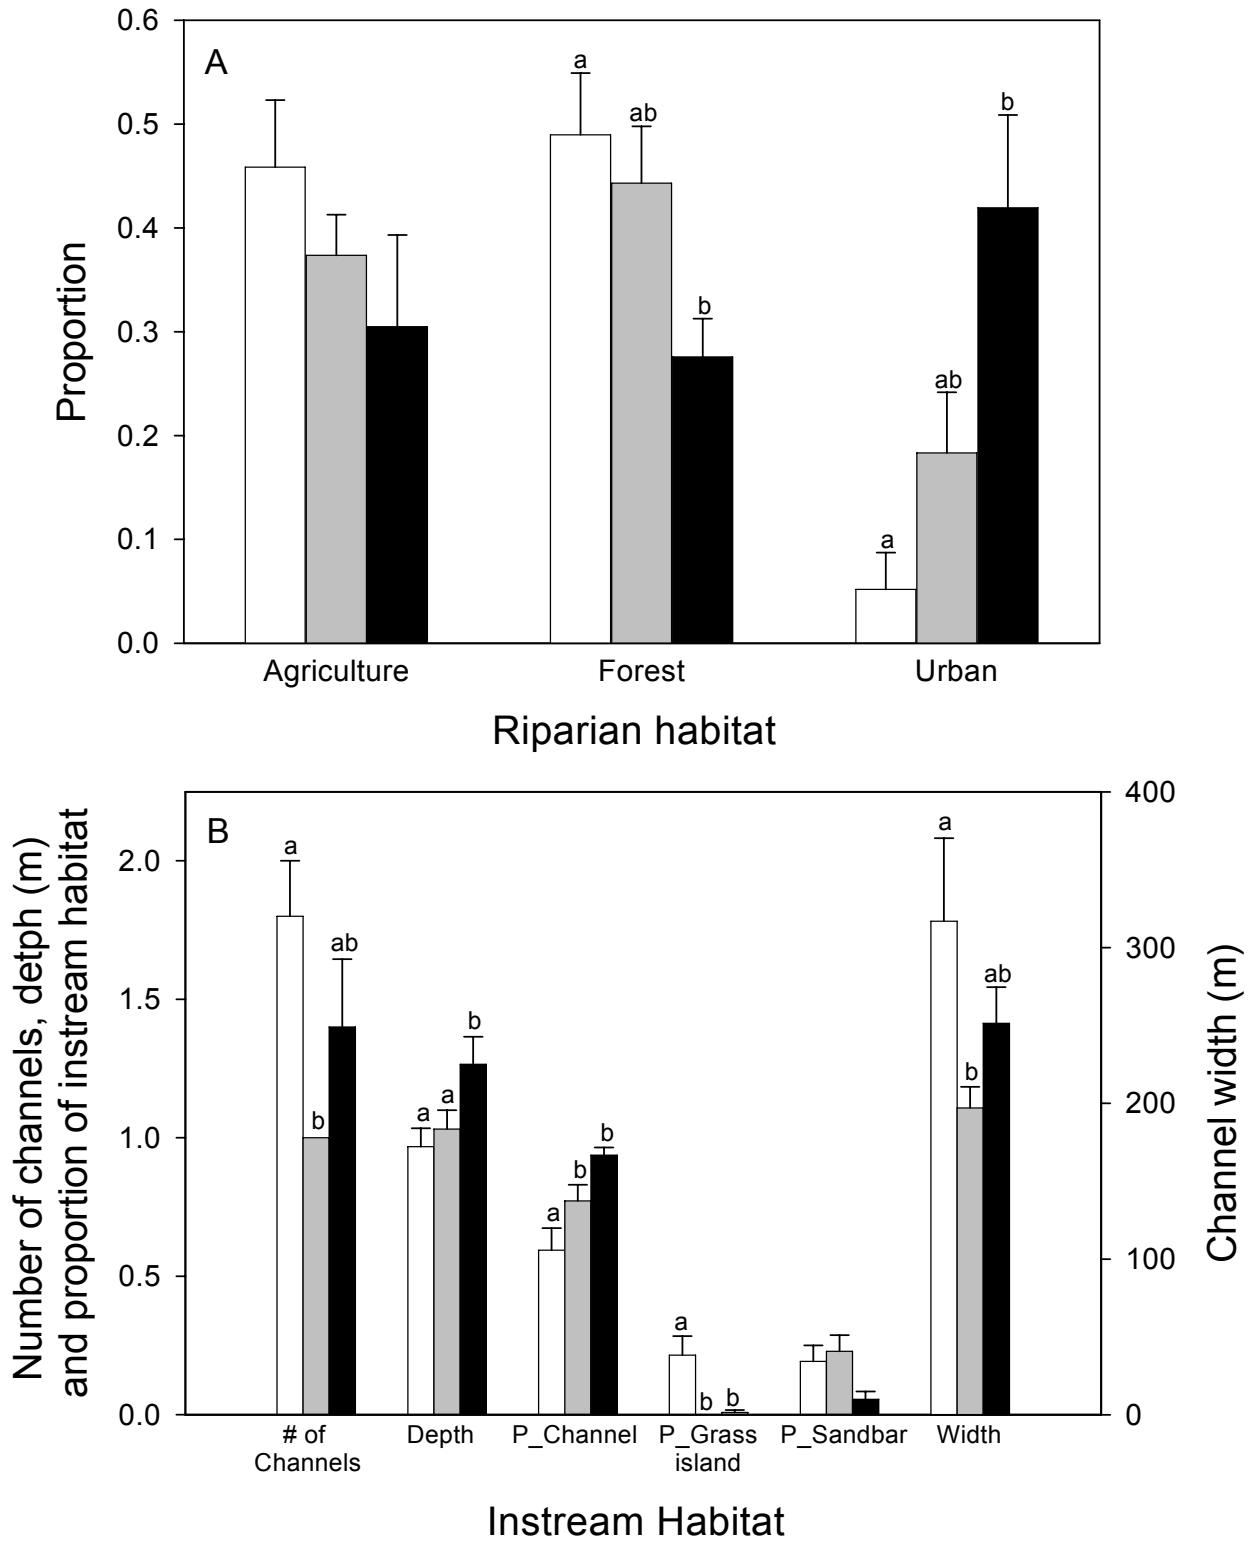 0.6
A
a
ab
b
0.5
0.4
b
0.3
Proportion
ab
0.2
a
0.1
0.0
Agriculture Forest Urban
Riparian habitat
B
400
a
a
2.0
ab
ab
300
1.5
b
b
a
a
b
200
1.0
b
b
a
100
0.5
a
b
b
0.0
0
Number of channels, detph (m)
and proportion of instream habitat
Channel width (m)
# of Depth P_Channel P_Grass P_Sandbar Width
Channels island
Instream Habitat